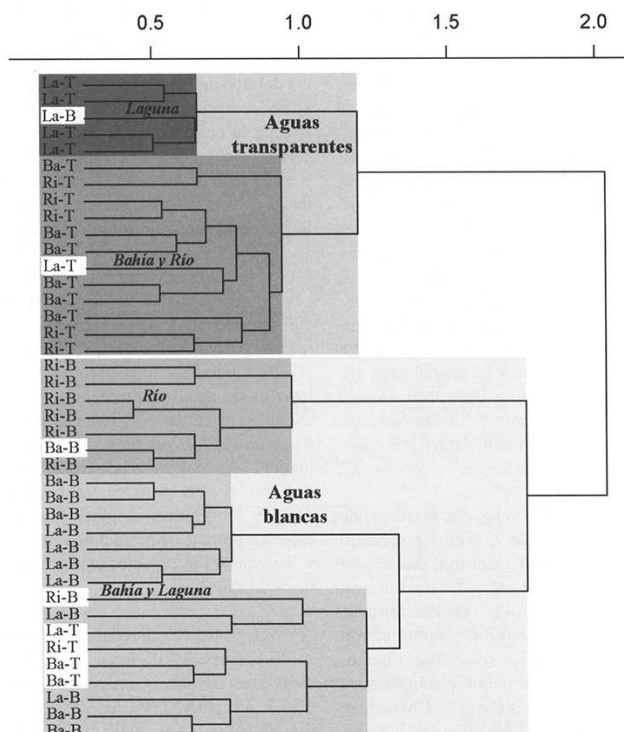 0.5 1.0 1.5 2.0
La-T
La-T
Laguna
La-B
La-T
La-T
Aguas
transparentes
Ba-T
Ri-T
Ri-T
Ri-T
Ba-T
Ba-T
La-T
Bahía y Río
Ba-T
Ba-T
Ba-T
Ri-T
Ri-T
Ri-B
Ri-B
Río
Ri-B
Ri-B
Ri-B
Ba-B
Ri-B
Ba-B
Ba-B
Ba-B
La-B
La-B
La-B
La-B
Aguas
blancas
Bahía y Laguna
Ri-B
La-B
La-T
Ri-T
Ba-T
Ba-T
La-B
Ba-B
Ba-B